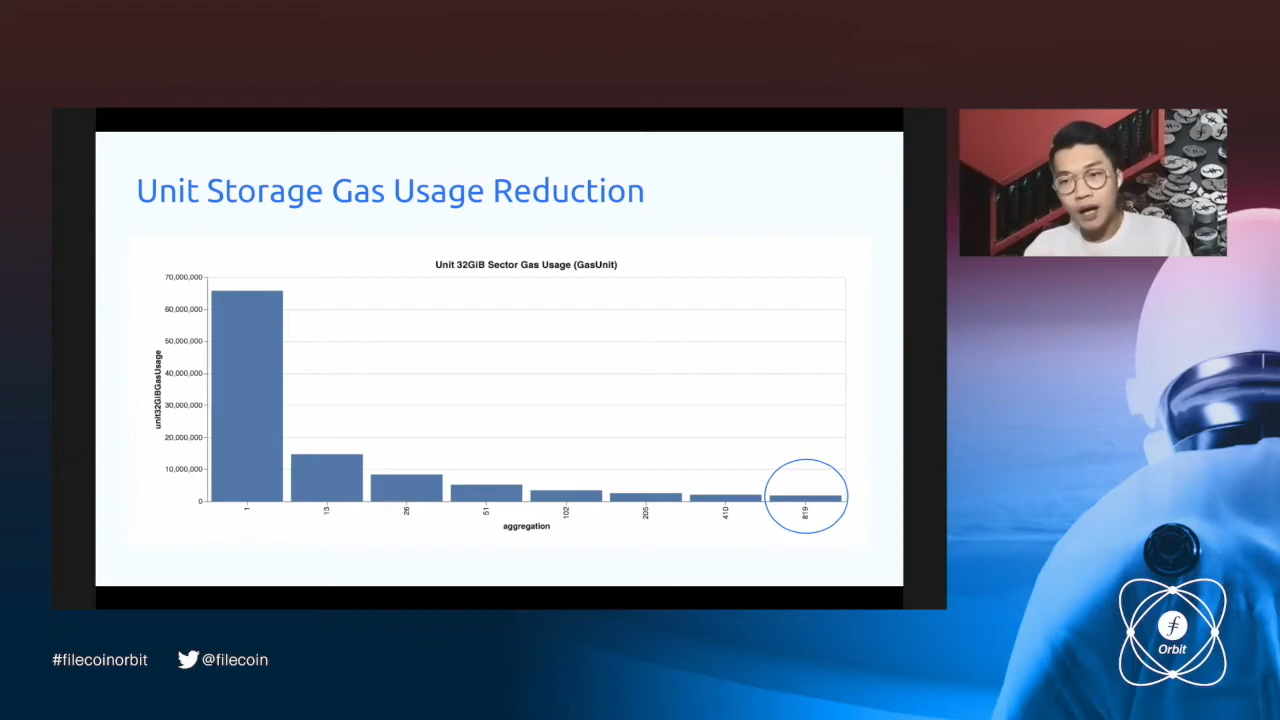 Unit Storage Gas Usage Reduction
Unit 32GiB Sector Gas Usage (GasUnit)
70,000,000
60,000,000
50,000,000
40,000,000
30,000,000
20,000,000
10,000,000
0
unit32GiBGasUsage
1
13
26
51
102
205
410
819
aggregation
#filecoinorbit
@filecoin
Orbit